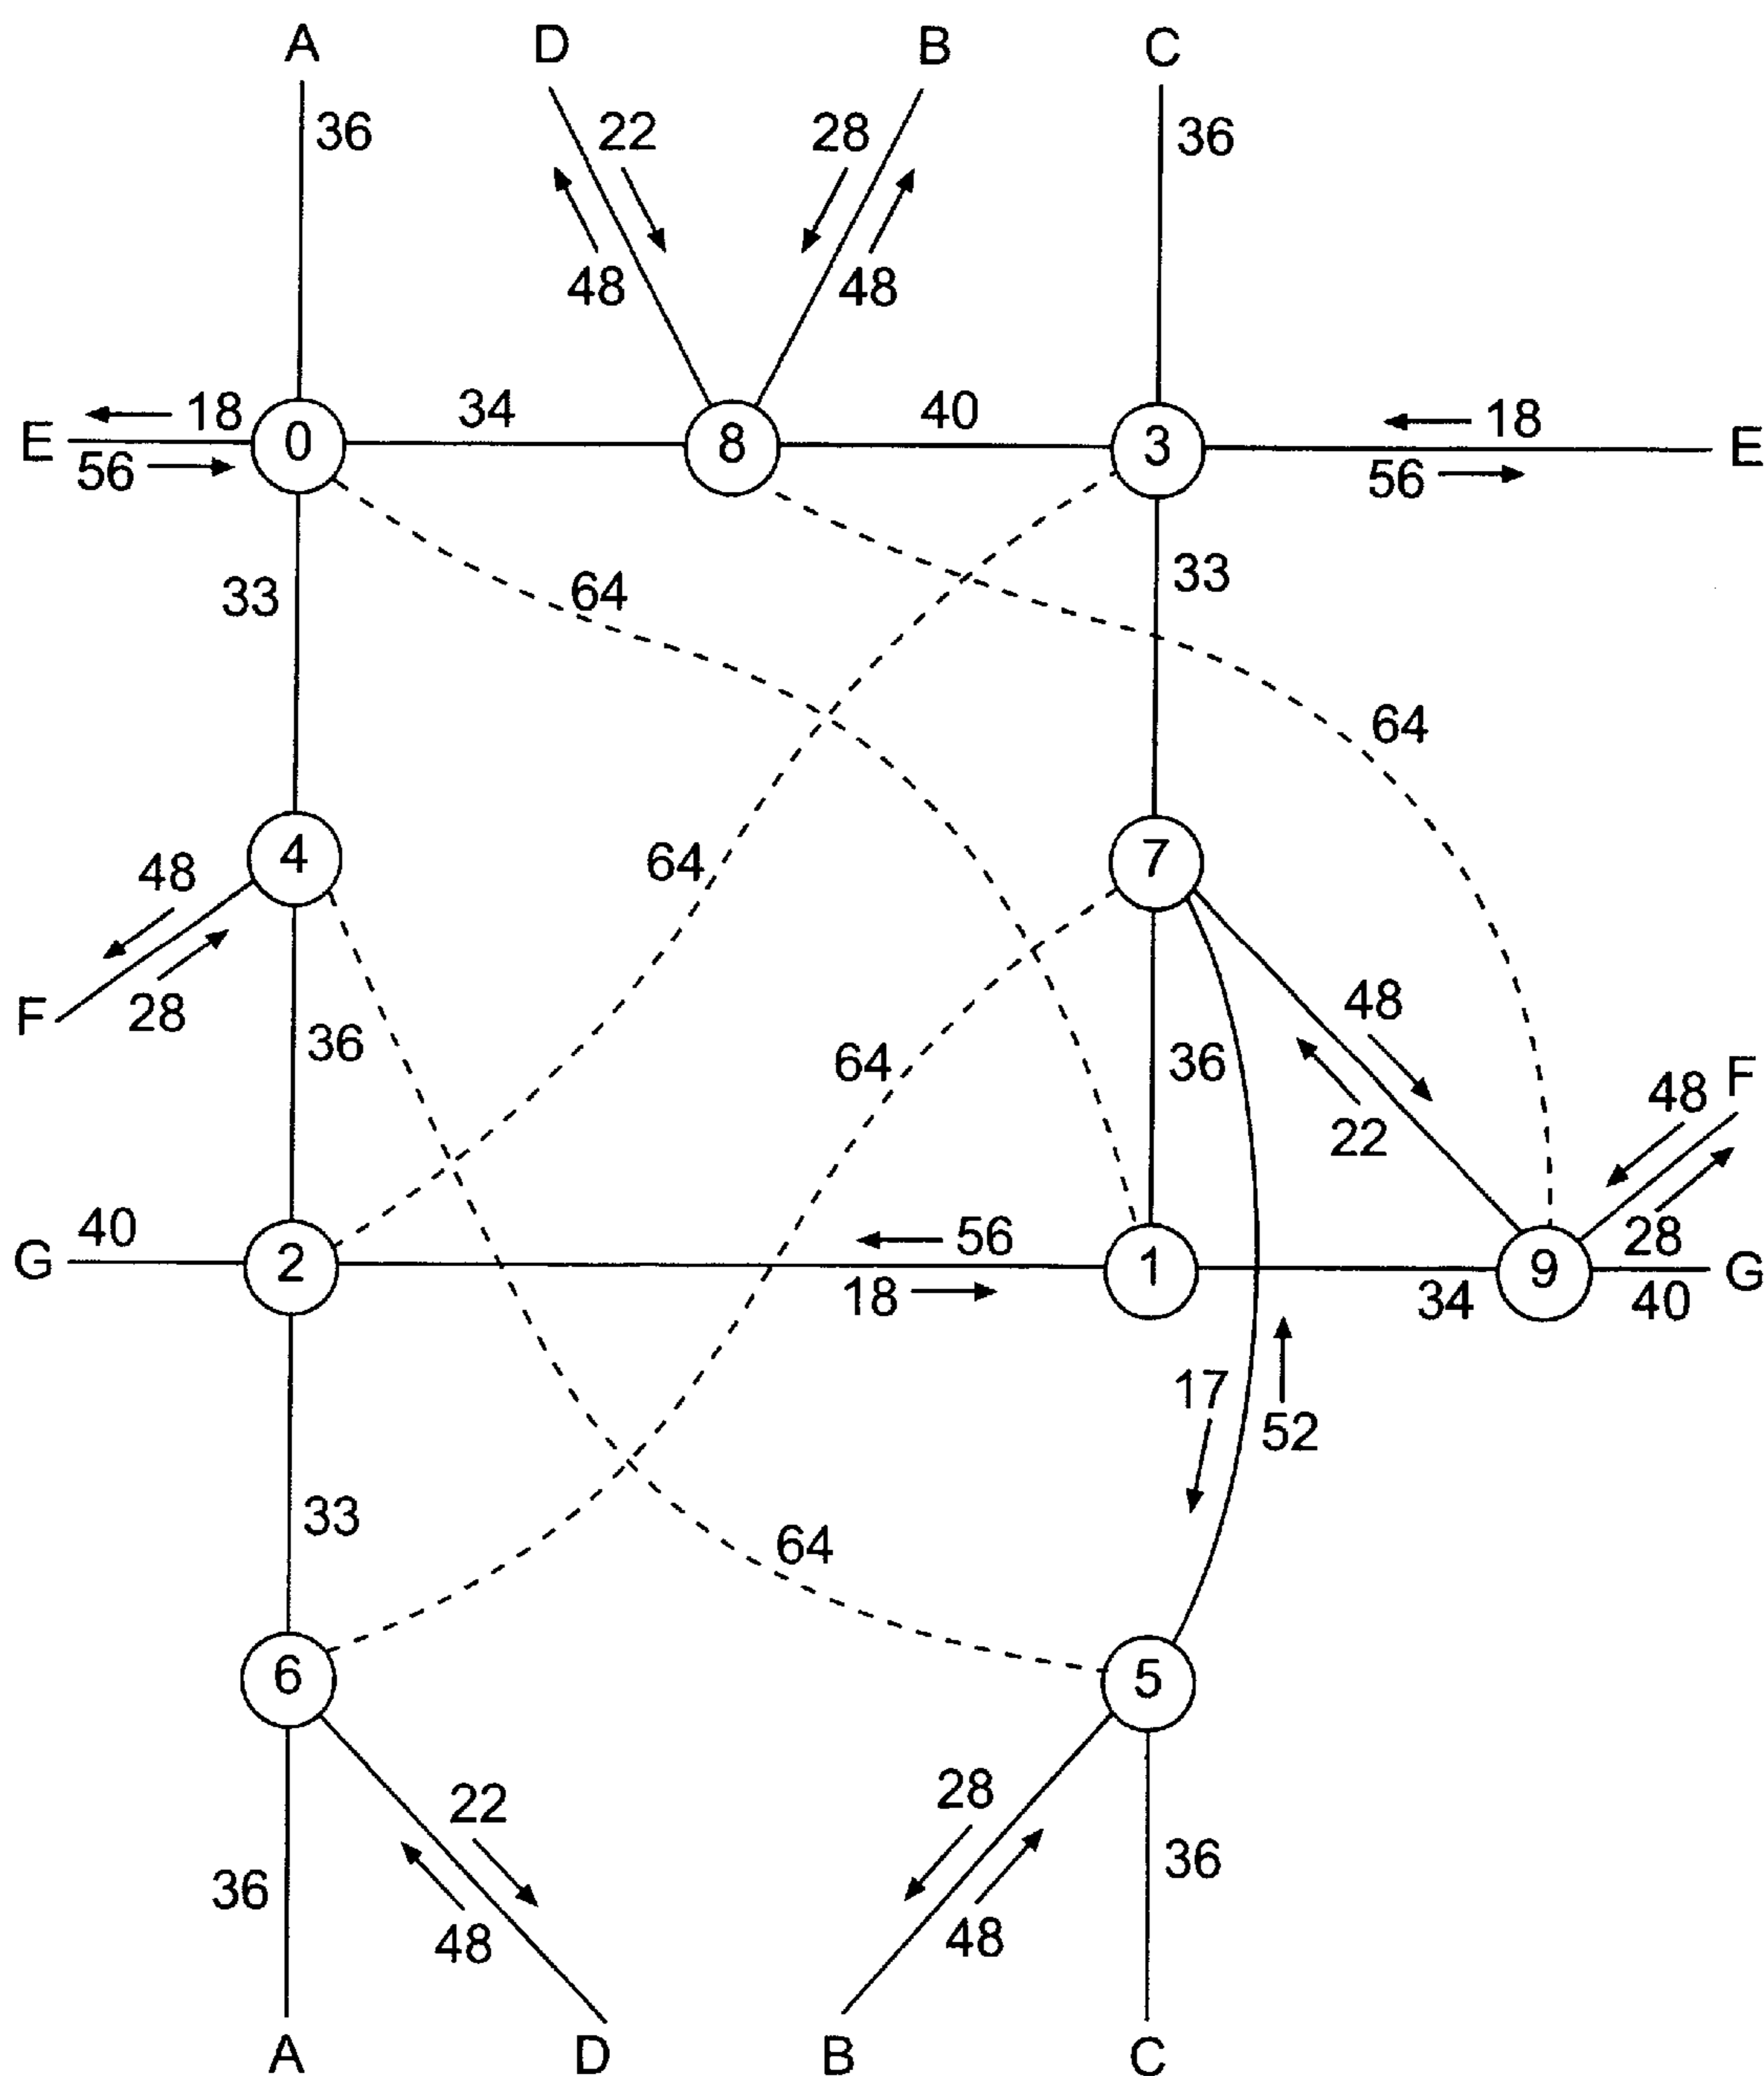 A D B C
36 22 28 36
48 48
18 34 40 18
E 0 8 3 E
56 56
33 64 33
64
48 4 64 7
F 28 36 64 36 48 48 F
22
40 56 28
G 2 1 9 G
18 34 40
17
52
33
64
6 5
22 28
36 36
48 48
A D B C